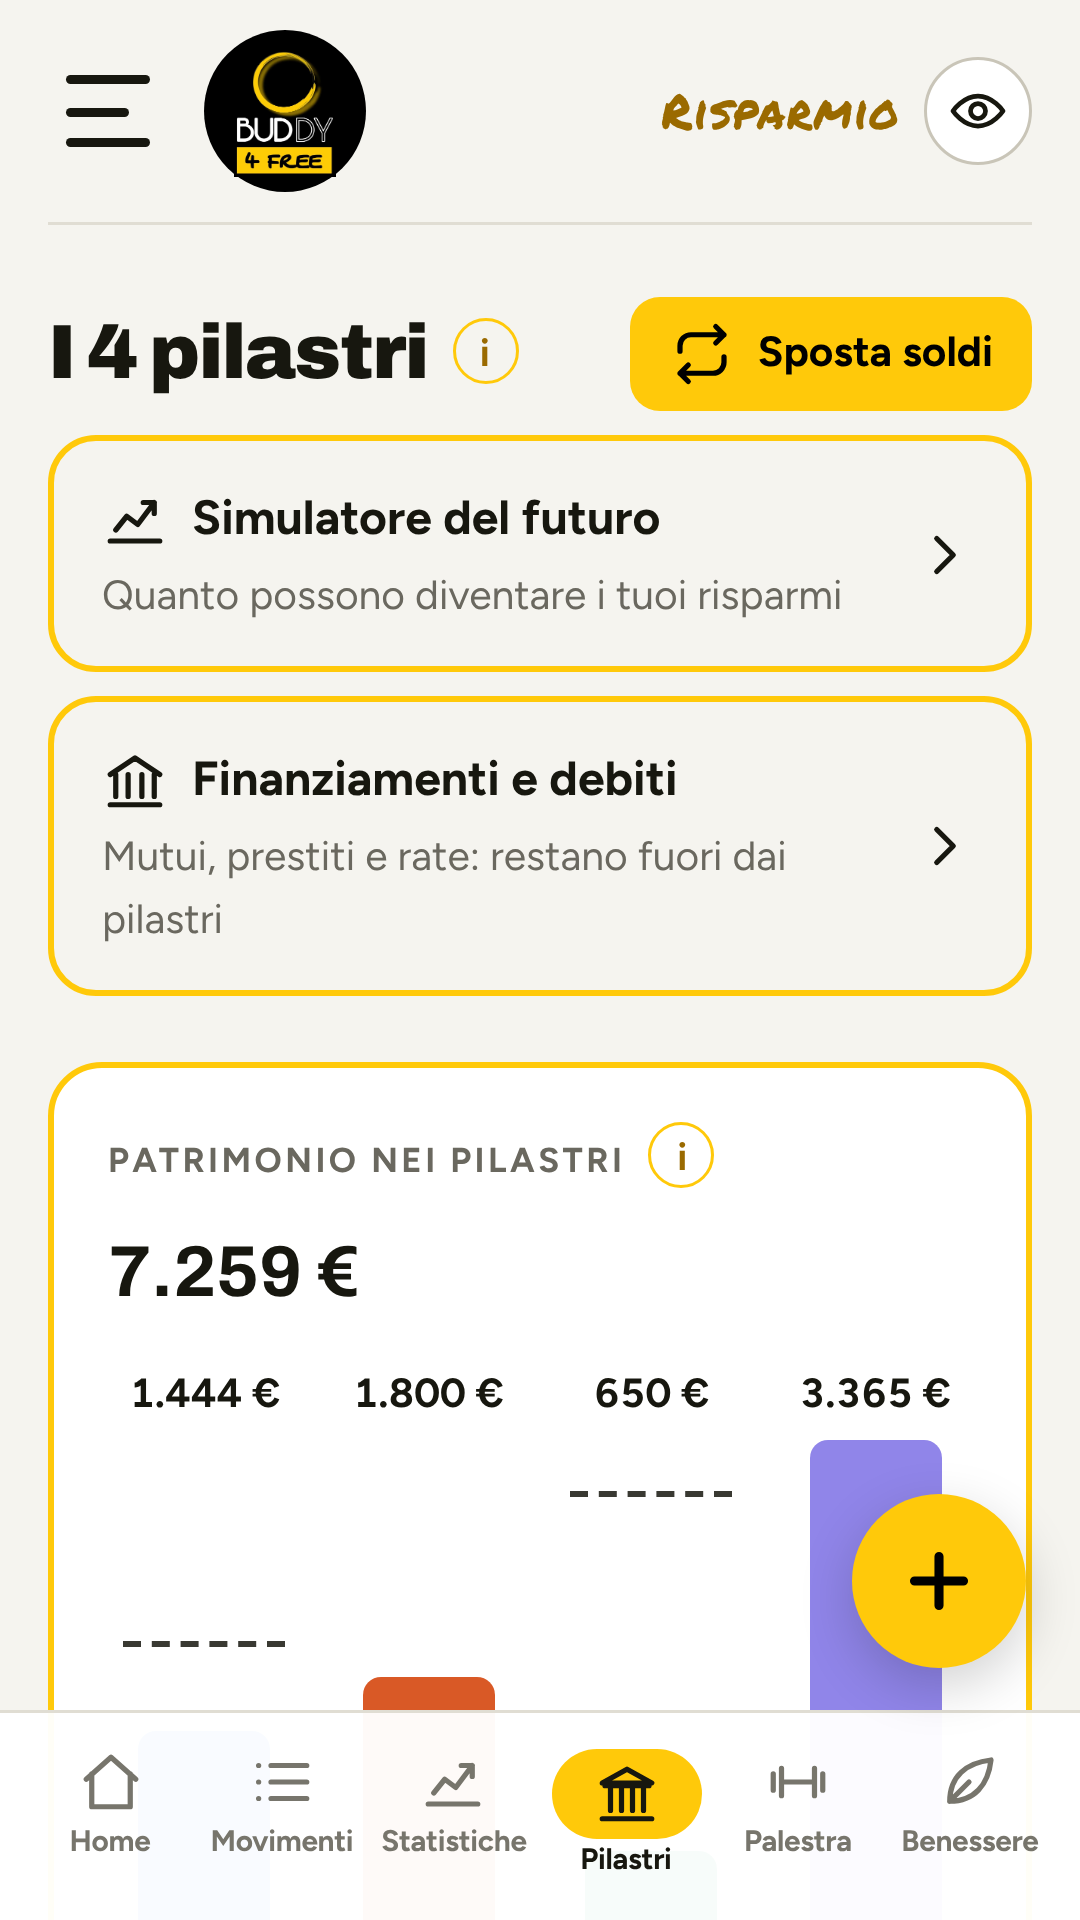 BUDDY
4 FREE
Risparmio
I 4 pilastri
i
Sposta soldi
Simulatore del futuro
Quanto possono diventare i tuoi risparmi
Finanziamenti e debiti
Mutui, prestiti e rate: restano fuori dai
pilastri
PATRIMONIO NEI PILASTRI
i
7.259 €
1.444 € 1.800 € 650 € 3.365 €
Home Movimenti Statistiche Pilastri Palestra Benessere